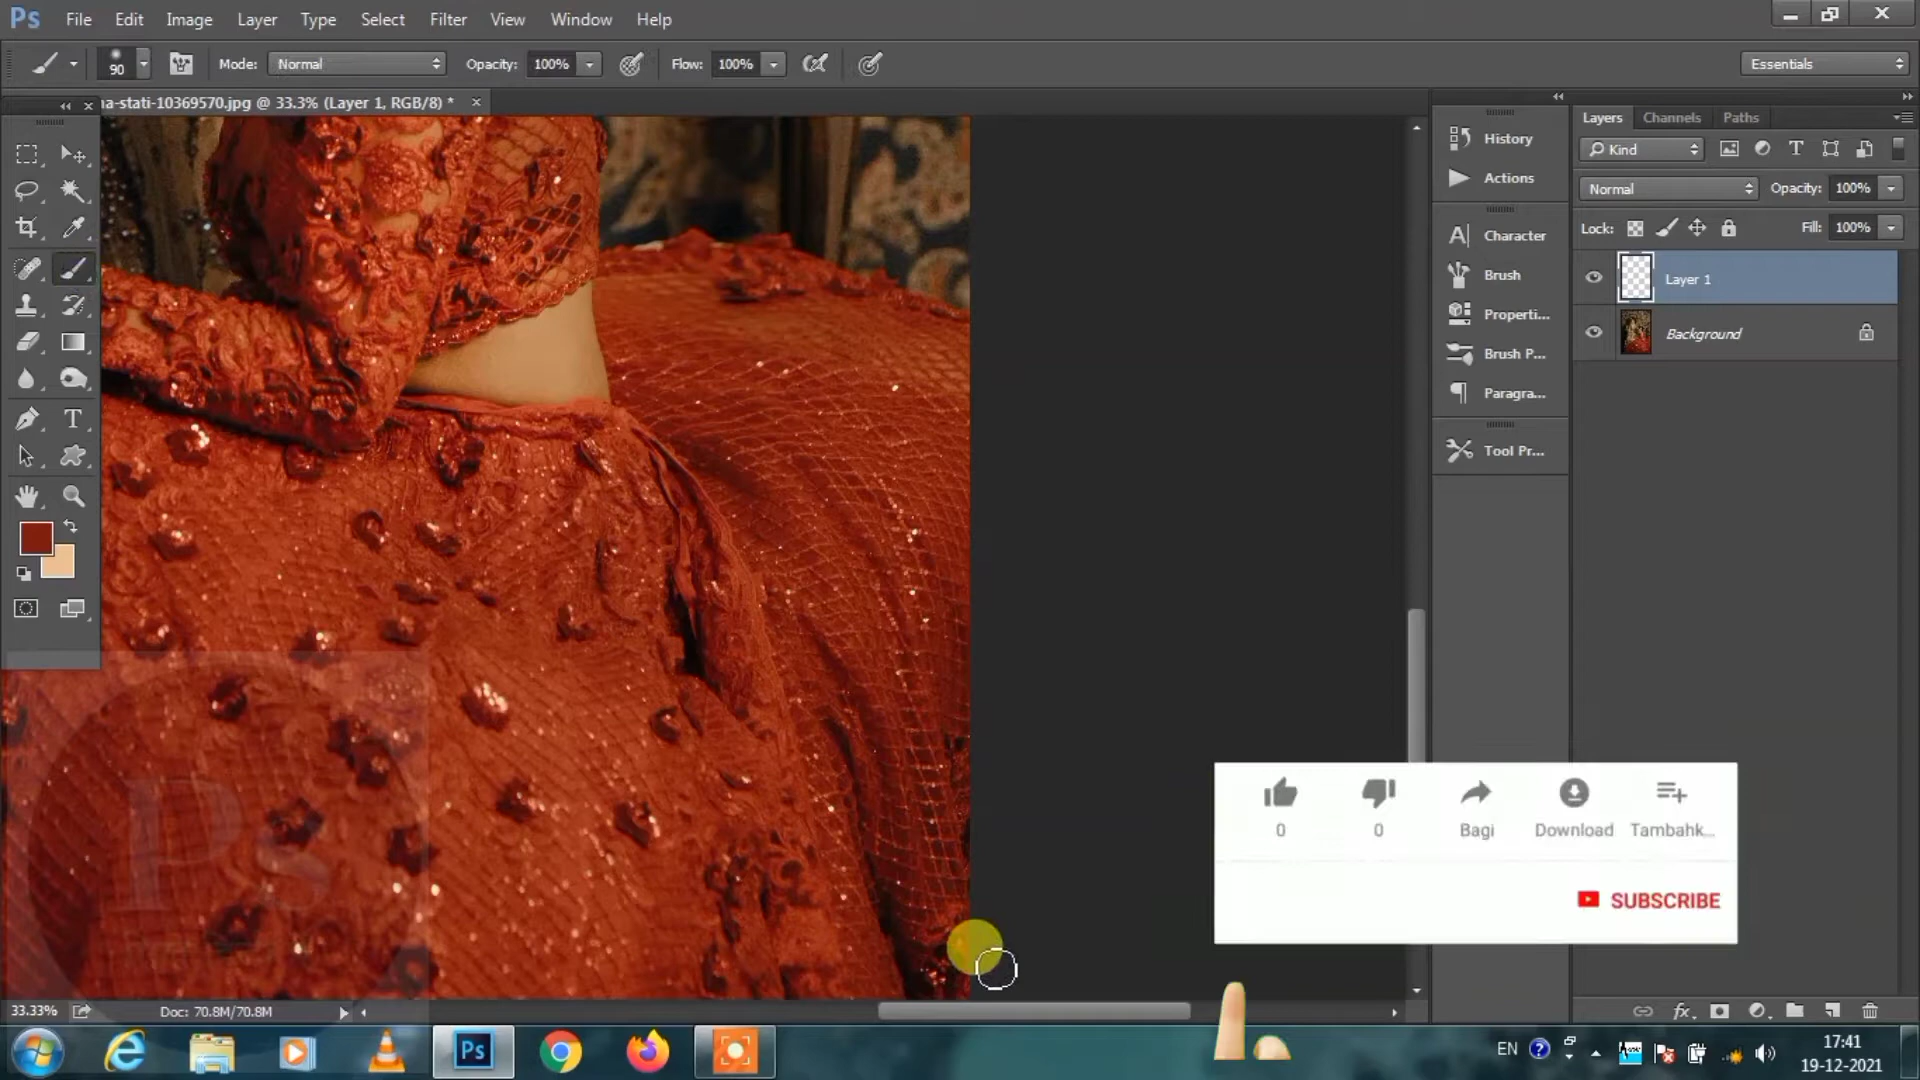 Ps File Edit Image Layer Type Select Filter View Window Help
90 Mode: Normal Opacity: 100% Flow: 100% Essentials
na-stati-10369570.jpg @ 33.3% (Layer 1, RGB/8) * ×
History
Actions
Character
Brush
Properti...
Brush P...
Paragra...
Tool Pr...
Layers Channels Paths
Kind
Normal Opacity: 100%
Lock: Fill: 100%
Layer 1
Background
Ps
0 0 Bagi Download Tambahk...
SUBSCRIBE
33.33% Doc: 70.8M/70.8M
Ps EN 17:41
19-12-2021